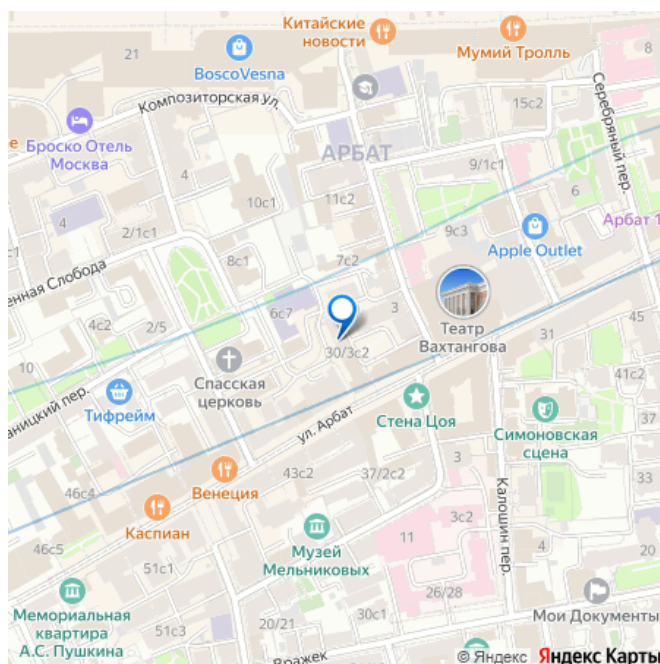 Китайские
новости
21
Мумий Тролль
8
BoscoVesna
Композиторская ул.
15с2
Серебряный пер.
Броско Отель
Москва
АРБАТ
9/1с1
4
11с2
6
10с1
Арбат 1
2/1с1
9с3
Apple Outlet
8с1
7с2
енная Слобода
6с7
3
4с2
2/5
Театр
Вахтангова
31
30/3с2
10
Спасская
церковь
41с2
аницкий пер.
Тифрейм
ул. Арбат
Стена Цоя
Симоновская
сцена
43с2
37/2с2
3
Венеция
46с4
33
Каспиан
3с2
Калошин пер.
11
4
46с5
Музей
Мельниковых
20
51с1
26/28
Мемориальная
квартира
А.С. Пушкина
30с1
Мои Документы
20/21
51с3
Вражек
© Яндекс Яндекс Карты